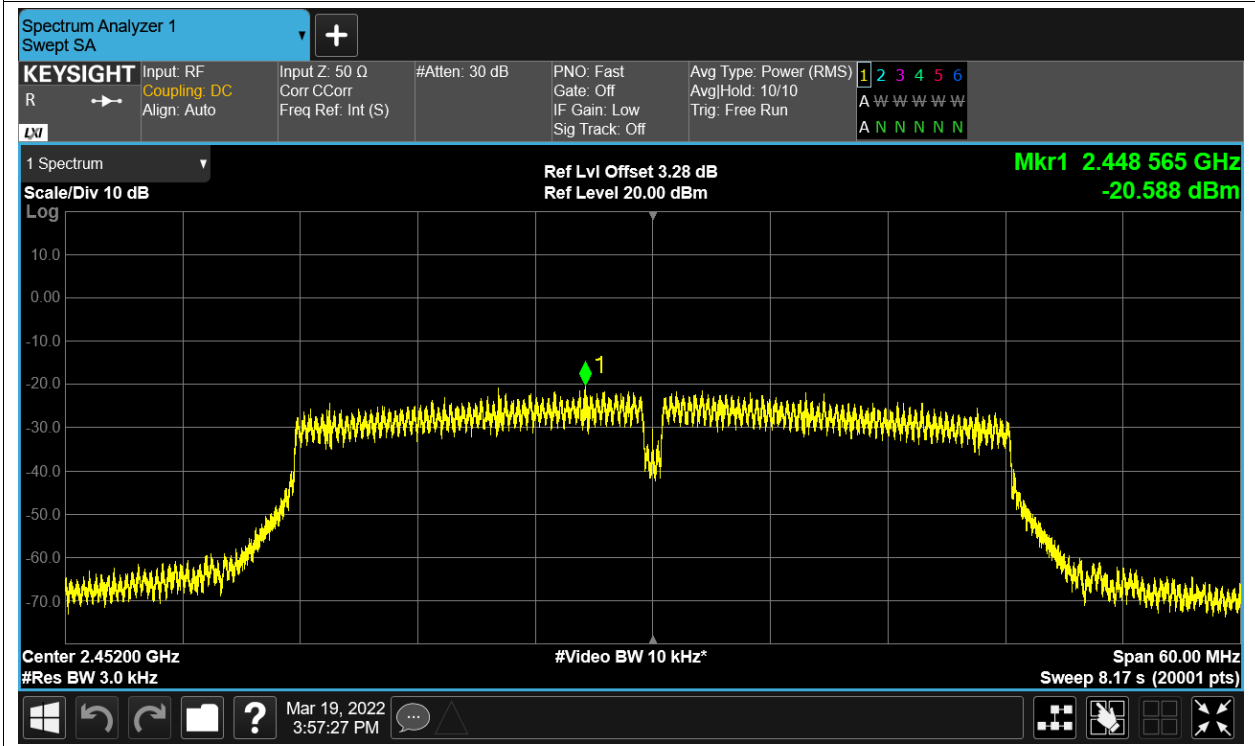 Spectrum Analyzer 1
Swept SA
KEYSIGHT
R
LXI
Input: RF
Coupling: DC
Align: Auto
Input Z: 50 Ω
Corr CCorr
Freq Ref: Int (S)
#Atten: 30 dB
PNO: Fast
Gate: Off
IF Gain: Low
Sig Track: Off
Avg Type: Power (RMS)
Avg|Hold: 10/10
Trig: Free Run
1 2 3 4 5 6
A W W W W W
A N N N N N
1 Spectrum
Scale/Div 10 dB
Ref Lvl Offset 3.28 dB
Ref Level 20.00 dBm
Mkr1 2.448 565 GHz
-20.588 dBm
Log
10.0
0.00
-10.0
-20.0
-30.0
-40.0
-50.0
-60.0
-70.0
1
Center 2.45200 GHz
#Res BW 3.0 kHz
#Video BW 10 kHz*
Span 60.00 MHz
Sweep 8.17 s (20001 pts)
?
Mar 19, 2022
3:57:27 PM